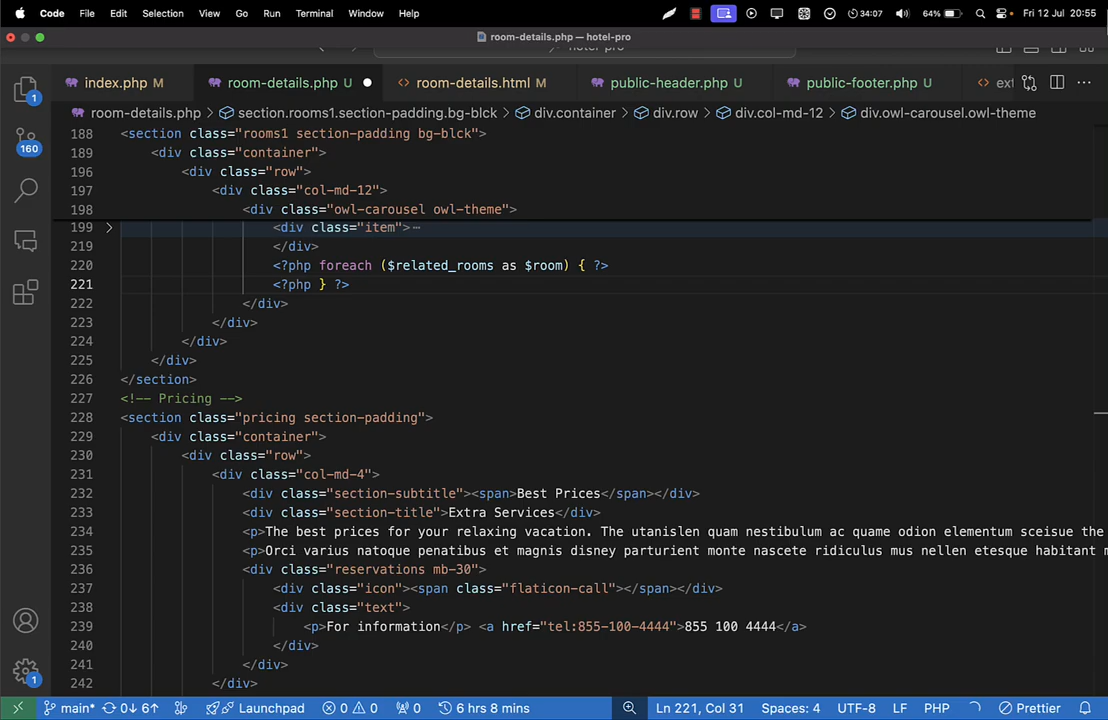 Code File Edit Selection View Go Run Terminal Window Help 34:07 64% Fri 12 Jul 20:55
room-details.php — hotel-pro
hotel-pro
index.php M room-details.php U room-details.html M public-header.php U public-footer.php U ext
room-details.php > section.rooms1.section-padding.bg-blck > div.container > div.row > div.col-md-12 > div.owl-carousel.owl-theme
188 <section class="rooms1 section-padding bg-blck">
189 <div class="container">
196 <div class="row">
197 <div class="col-md-12">
198 <div class="owl-carousel owl-theme">
199 <div class="item">…
219 </div>
220 <?php foreach ($related_rooms as $room) { ?>
221 <?php } ?>
222 </div>
223 </div>
224 </div>
225 </div>
226 </section>
227 <!-- Pricing -->
228 <section class="pricing section-padding">
229 <div class="container">
230 <div class="row">
231 <div class="col-md-4">
232 <div class="section-subtitle"><span>Best Prices</span></div>
233 <div class="section-title">Extra Services</div>
234 <p>The best prices for your relaxing vacation. The utanislen quam nestibulum ac quame odion elementum sceisue the
235 <p>Orci varius natoque penatibus et magnis disney parturient monte nascete ridiculus mus nellen etesque habitant m
236 <div class="reservations mb-30">
237 <div class="icon"><span class="flaticon-call"></span></div>
238 <div class="text">
239 <p>For information</p> <a href="tel:855-100-4444">855 100 4444</a>
240 </div>
241 </div>
242 </div>
1
160
1
main* 0↓ 6↑ Launchpad 0 0 0 6 hrs 8 mins Ln 221, Col 31 Spaces: 4 UTF-8 LF PHP Prettier